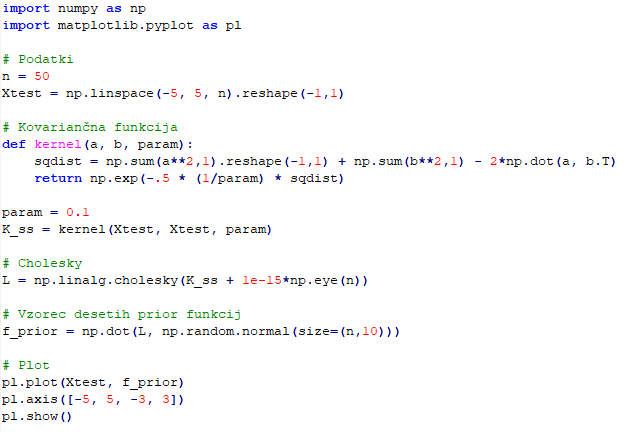 import numpy as np
import matplotlib.pyplot as pl
# Podatki
n = 50
Xtest = np.linspace(-5, 5, n).reshape(-1,1)
# Kovariančna funkcija
def kernel(a, b, param):
    sqdist = np.sum(a**2,1).reshape(-1,1) + np.sum(b**2,1) - 2*np.dot(a, b.T)
    return np.exp(-.5 * (1/param) * sqdist)
param = 0.1
K_ss = kernel(Xtest, Xtest, param)
# Cholesky
L = np.linalg.cholesky(K_ss + 1e-15*np.eye(n))
# Vzorec desetih prior funkcij
f_prior = np.dot(L, np.random.normal(size=(n,10)))
# Plot
pl.plot(Xtest, f_prior)
pl.axis([-5, 5, -3, 3])
pl.show()